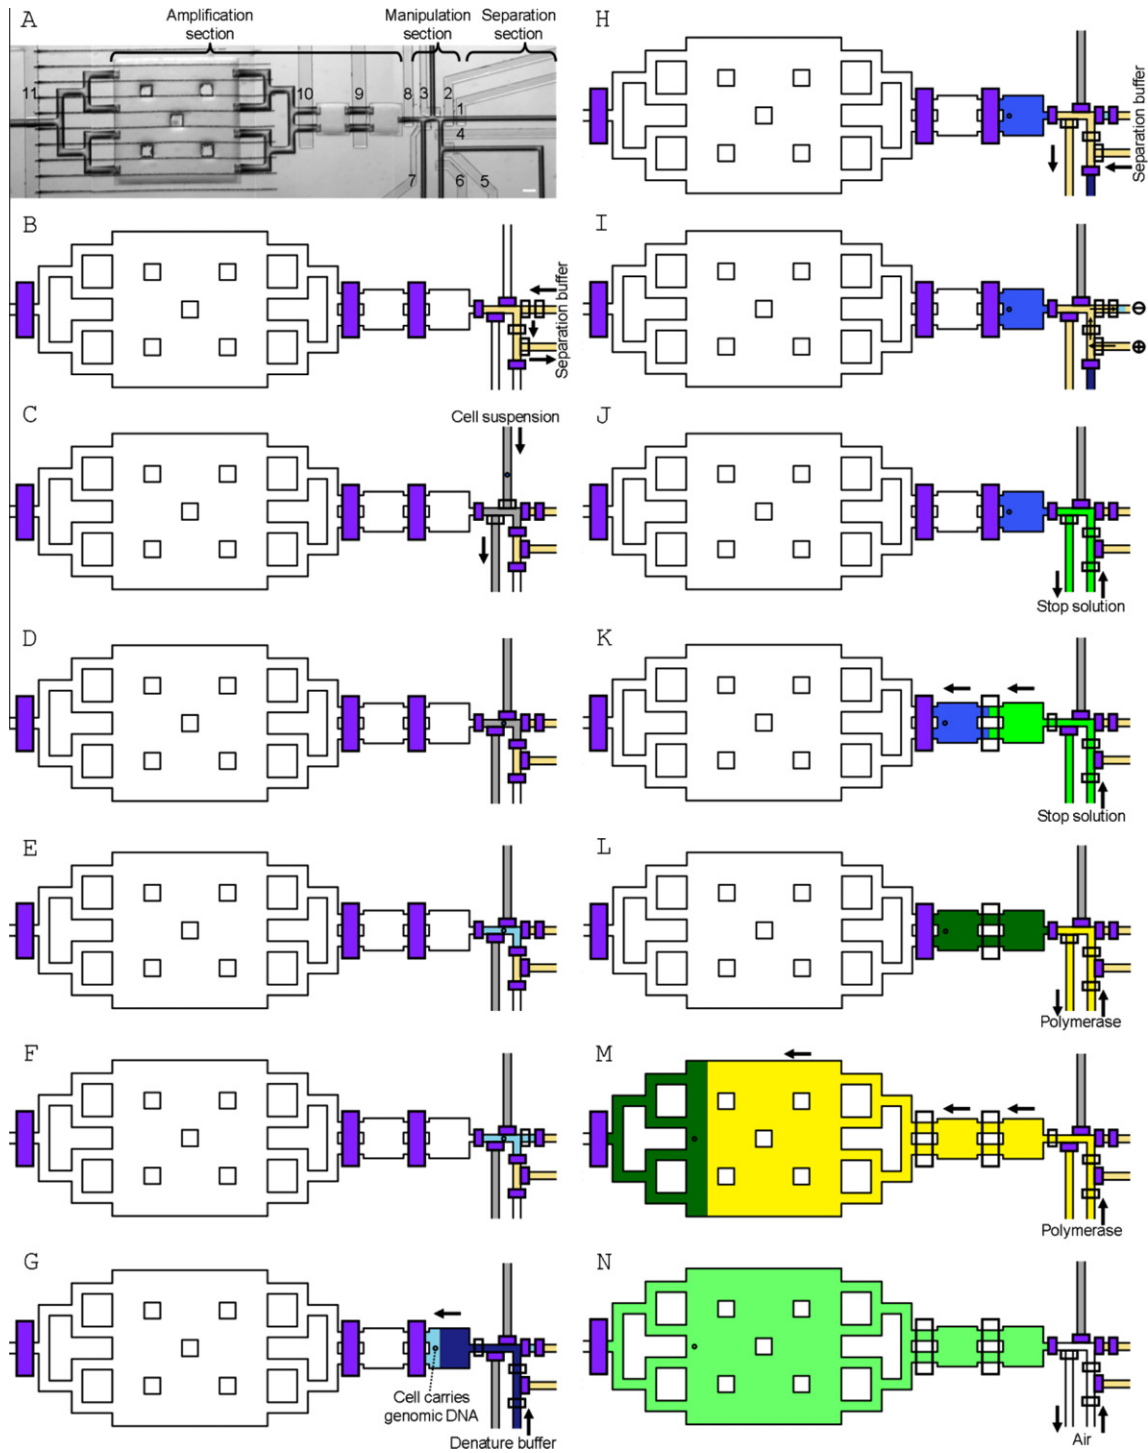 A
Amplification section
Manipulation section
Separation section
11
10
9
8
3
2
1
4
7
6
5
B
Separation buffer
C
Cell suspension
D
E
F
G
Cell carries
genomic DNA
Denature buffer
H
Separation buffer
I
⊖
⊕
J
Stop solution
K
Stop solution
L
Polymerase
M
Polymerase
N
Air